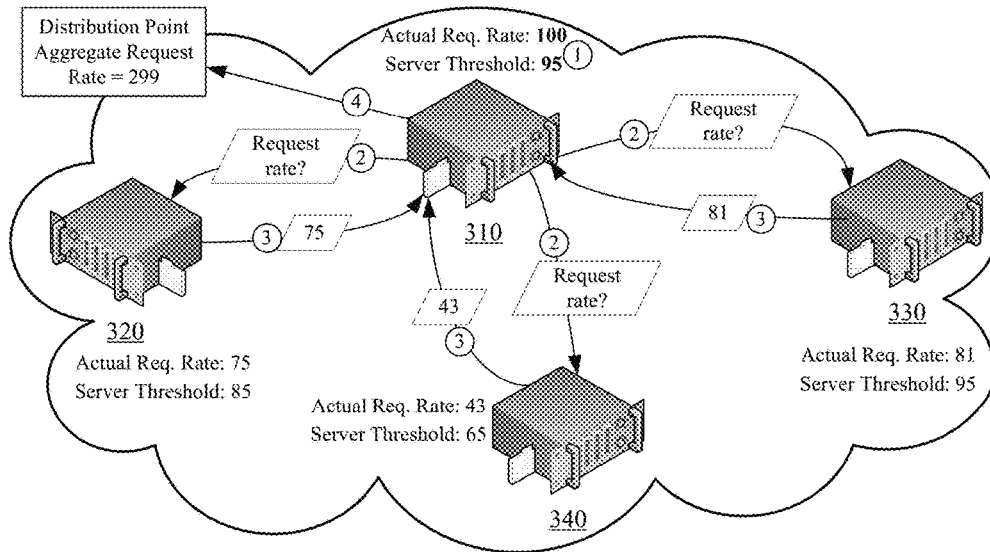 Distribution Point
Aggregate Request
Rate = 299
Actual Req. Rate: 100
Server Threshold: 95
1
4
Request
rate?
2
2
Request
rate?
3
75
310
81
3
2
Request
rate?
43
3
320
Actual Req. Rate: 75
Server Threshold: 85
330
Actual Req. Rate: 81
Server Threshold: 95
Actual Req. Rate: 43
Server Threshold: 65
340